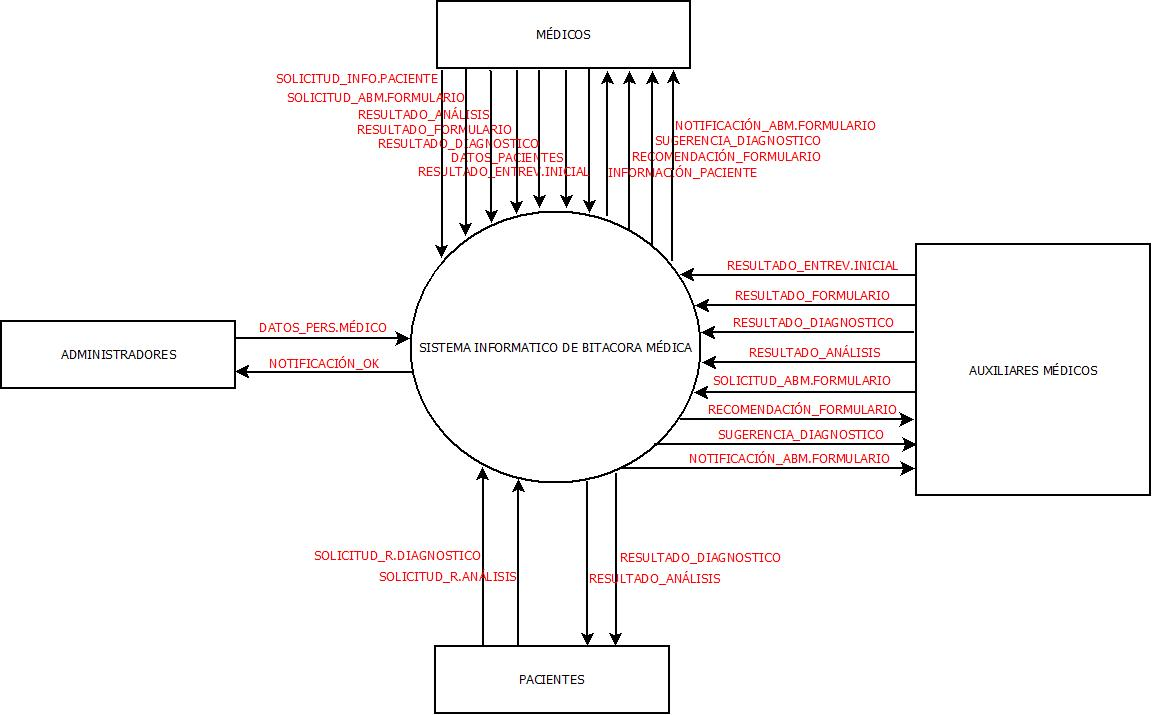 MÉDICOS
SOLICITUD_INFO.PACIENTE
SOLICITUD_ABM.FORMULARIO
RESULTADO_ANÁLISIS
RESULTADO_FORMULARIO
RESULTADO_DIAGNOSTICO
DATOS_PACIENTES
RESULTADO_ENTREV.INICIAL
NOTIFICACIÓN_ABM.FORMULARIO
SUGERENCIA_DIAGNOSTICO
RECOMENDACIÓN_FORMULARIO
INFORMACIÓN_PACIENTE
ADMINISTRADORES
DATOS_PERS.MÉDICO
NOTIFICACIÓN_OK
SISTEMA INFORMATICO DE BITACORA MÉDICA
RESULTADO_ENTREV.INICIAL
RESULTADO_FORMULARIO
RESULTADO_DIAGNOSTICO
RESULTADO_ANÁLISIS
SOLICITUD_ABM.FORMULARIO
RECOMENDACIÓN_FORMULARIO
SUGERENCIA_DIAGNOSTICO
NOTIFICACIÓN_ABM.FORMULARIO
AUXILIARES MÉDICOS
SOLICITUD_R.DIAGNOSTICO
SOLICITUD_R.ANÁLISIS
RESULTADO_DIAGNOSTICO
RESULTADO_ANÁLISIS
PACIENTES